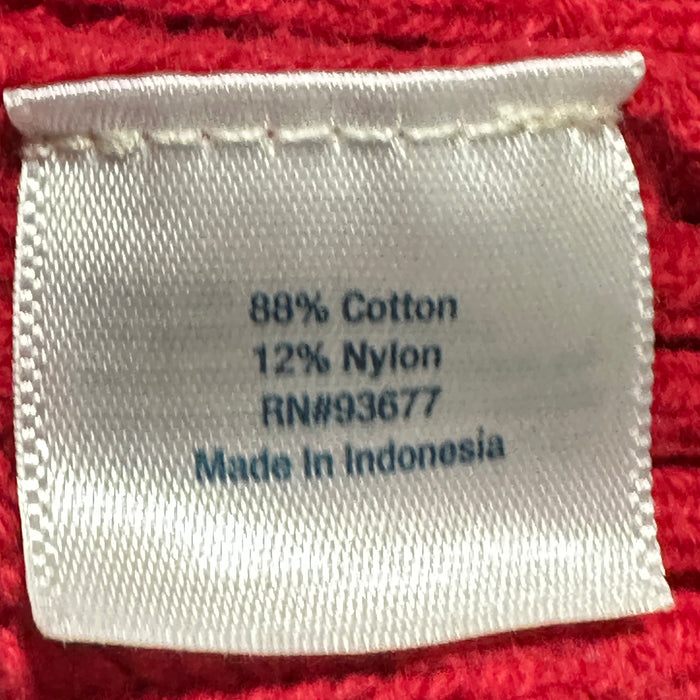 88% Cotton
12% Nylon
RN#93677
Made In Indonesia